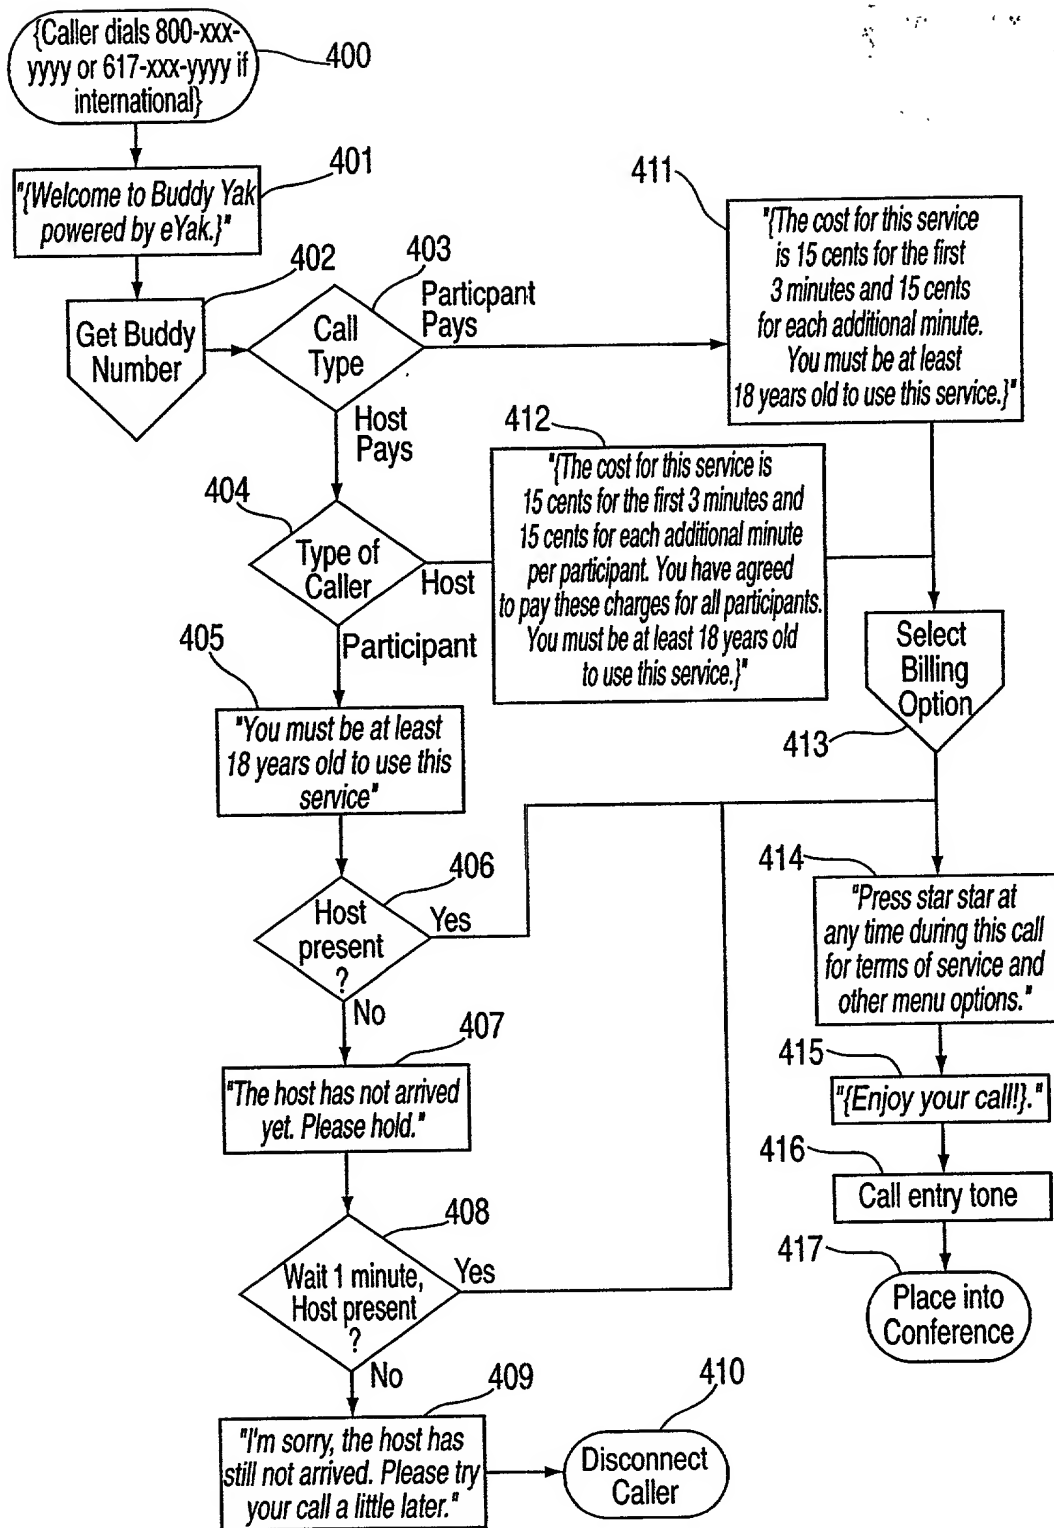 {Caller dials 800-xxx-
yyyy or 617-xxx-yyyy if
international}
400
"{Welcome to Buddy Yak
powered by eYak.}"
401
Get Buddy
Number
402
Call
Type
403
Particpant
Pays
Host
Pays
411
"{The cost for this service
is 15 cents for the first
3 minutes and 15 cents
for each additional minute.
You must be at least
18 years old to use this service.}"
404
Type of
Caller
Host
Participant
412
"{The cost for this service is
15 cents for the first 3 minutes and
15 cents for each additional minute
per participant. You have agreed
to pay these charges for all participants.
You must be at least 18 years old
to use this service.}"
Select
Billing
Option
413
405
"You must be at least
18 years old to use this
service"
406
Host
present
?
Yes
No
414
"Press star star at
any time during this call
for terms of service and
other menu options."
407
"The host has not arrived
yet. Please hold."
415
"{Enjoy your call!}."
416
Call entry tone
408
Wait 1 minute,
Host present
?
Yes
No
417
Place into
Conference
409
"I'm sorry, the host has
still not arrived. Please try
your call a little later."
410
Disconnect
Caller